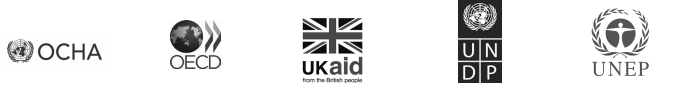 OCHA
OECD
UKaid
from the British people
U N
D P
UNEP